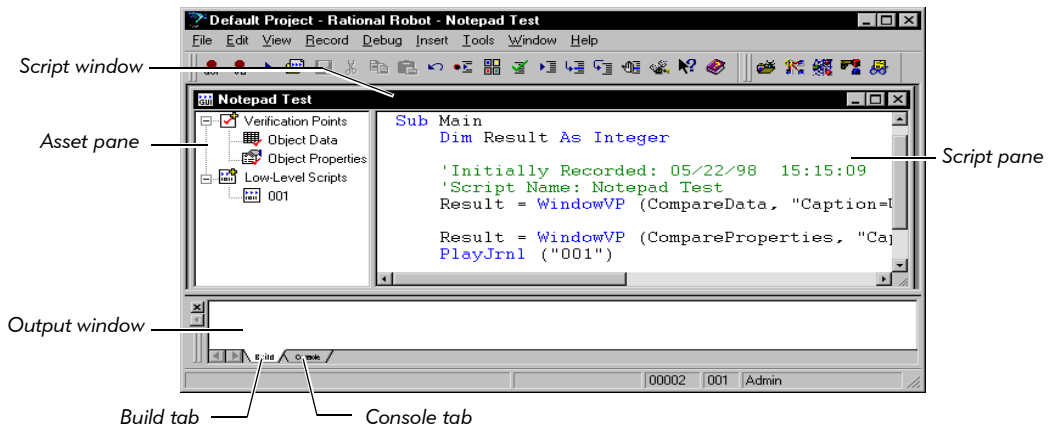 Default Project - Rational Robot - Notepad Test
File Edit View Record Debug Insert Tools Window Help
Script window
Notepad Test
Asset pane
Verification Points
Object Data
Object Properties
Low-Level Scripts
001
Sub Main
Dim Result As Integer
'Initially Recorded: 05/22/98 15:15:09
'Script Name: Notepad Test
Result = WindowVP (CompareData, "Caption=
Result = WindowVP (CompareProperties, "Ca
PlayJrnl ("001")
Script pane
Output window
Build
Console
00002 001 Admin
Build tab
Console tab